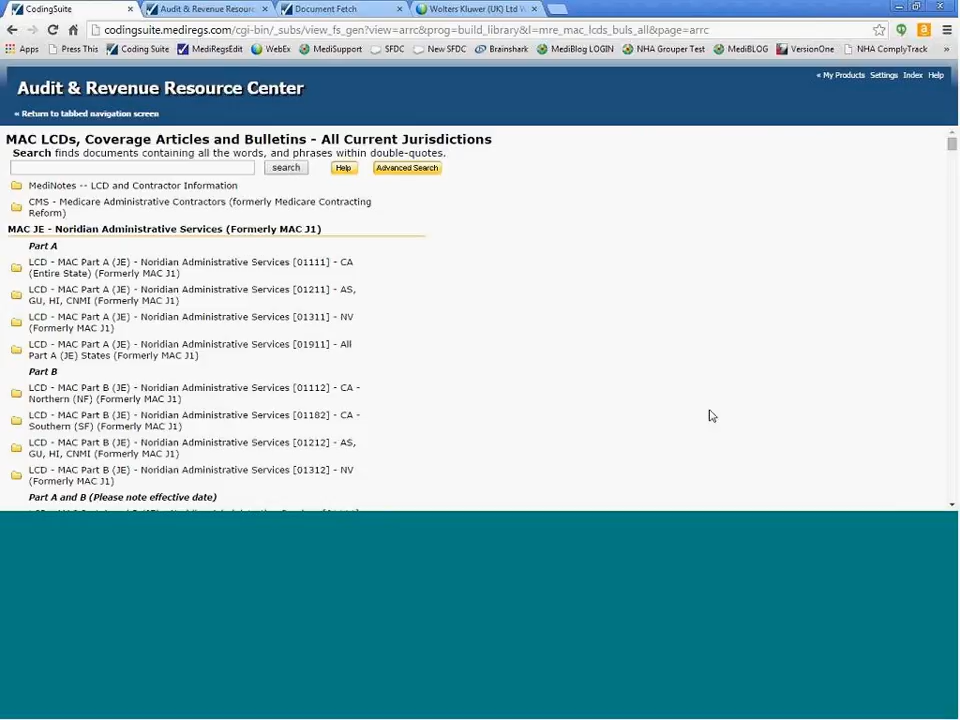 CodingSuite
Audit & Revenue Resourc
Document Fetch
Wolters Kluwer (UK) Ltd W
codingsuite.mediregs.com/cgi-bin/_subs/view_fs_gen?view=arrc&prog=build_library&l=mre_mac_lcds_buls_all&page=arrc
Apps Press This Coding Suite MediRegsEdit WebEx MediSupport SFDC New SFDC Brainshark MediBlog LOGIN NHA Grouper Test MediBLOG VersionOne NHA ComplyTrack »
« My Products Settings Index Help
Audit & Revenue Resource Center
« Return to tabbed navigation screen
MAC LCDs, Coverage Articles and Bulletins - All Current Jurisdictions
Search finds documents containing all the words, and phrases within double-quotes.
search Help Advanced Search
MediNotes -- LCD and Contractor Information
CMS - Medicare Administrative Contractors (formerly Medicare Contracting
Reform)
MAC JE - Noridian Administrative Services (Formerly MAC J1)
Part A
LCD - MAC Part A (JE) - Noridian Administrative Services [01111] - CA
(Entire State) (Formerly MAC J1)
LCD - MAC Part A (JE) - Noridian Administrative Services [01211] - AS,
GU, HI, CNMI (Formerly MAC J1)
LCD - MAC Part A (JE) - Noridian Administrative Services [01311] - NV
(Formerly MAC J1)
LCD - MAC Part A (JE) - Noridian Administrative Services [01911] - All
Part A (JE) States (Formerly MAC J1)
Part B
LCD - MAC Part B (JE) - Noridian Administrative Services [01112] - CA -
Northern (NF) (Formerly MAC J1)
LCD - MAC Part B (JE) - Noridian Administrative Services [01182] - CA -
Southern (SF) (Formerly MAC J1)
LCD - MAC Part B (JE) - Noridian Administrative Services [01212] - AS,
GU, HI, CNMI (Formerly MAC J1)
LCD - MAC Part B (JE) - Noridian Administrative Services [01312] - NV
(Formerly MAC J1)
Part A and B (Please note effective date)